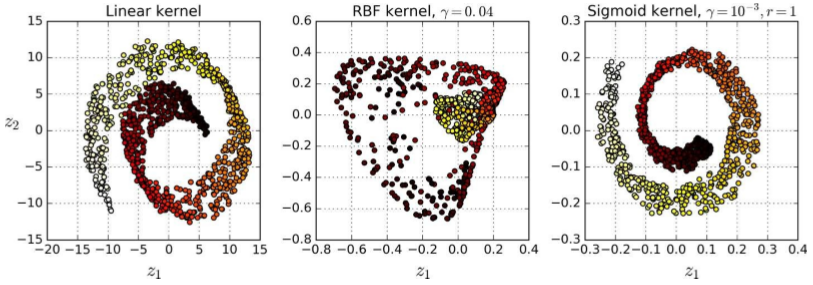 Linear kernel
15
10
5
0
−5
−10
−15
−20 −15 −10 −5 0 5 10 15
z₂
z₁
RBF kernel, γ = 0.04
0.6
0.4
0.2
0.0
−0.2
−0.4
−0.6
−0.8
−0.8 −0.6 −0.4 −0.2 0.0 0.2 0.4
z₁
Sigmoid kernel, γ = 10⁻³, r = 1
0.3
0.2
0.1
0.0
−0.1
−0.2
−0.3
−0.3 −0.2 −0.1 0.0 0.1 0.2 0.3 0.4
z₁